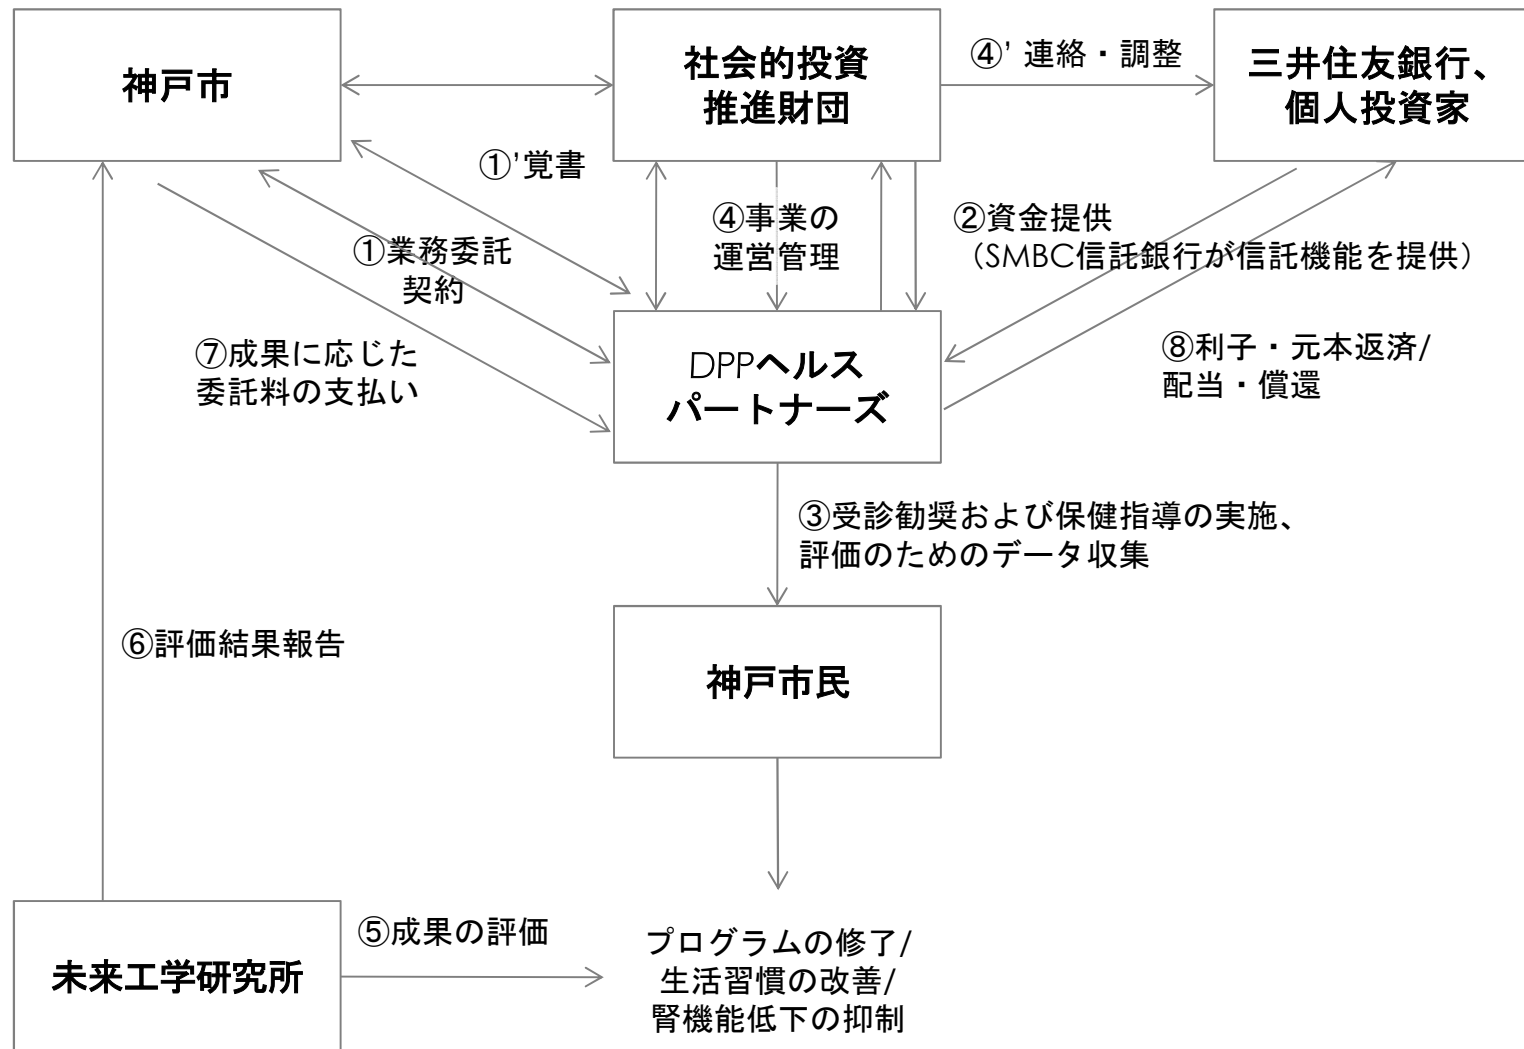 神戸市
社会的投資
推進財団
④’ 連絡・調整
三井住友銀行、
個人投資家
①’覚書
①業務委託
契約
④事業の
運営管理
②資金提供
（SMBC信託銀行が信託機能を提供）
⑦成果に応じた
委託料の支払い
DPPヘルス
パートナーズ
⑧利子・元本返済/
配当・償還
③受診勧奨および保健指導の実施、
評価のためのデータ収集
⑥評価結果報告
神戸市民
未来工学研究所
⑤成果の評価
プログラムの修了/
生活習慣の改善/
腎機能低下の抑制